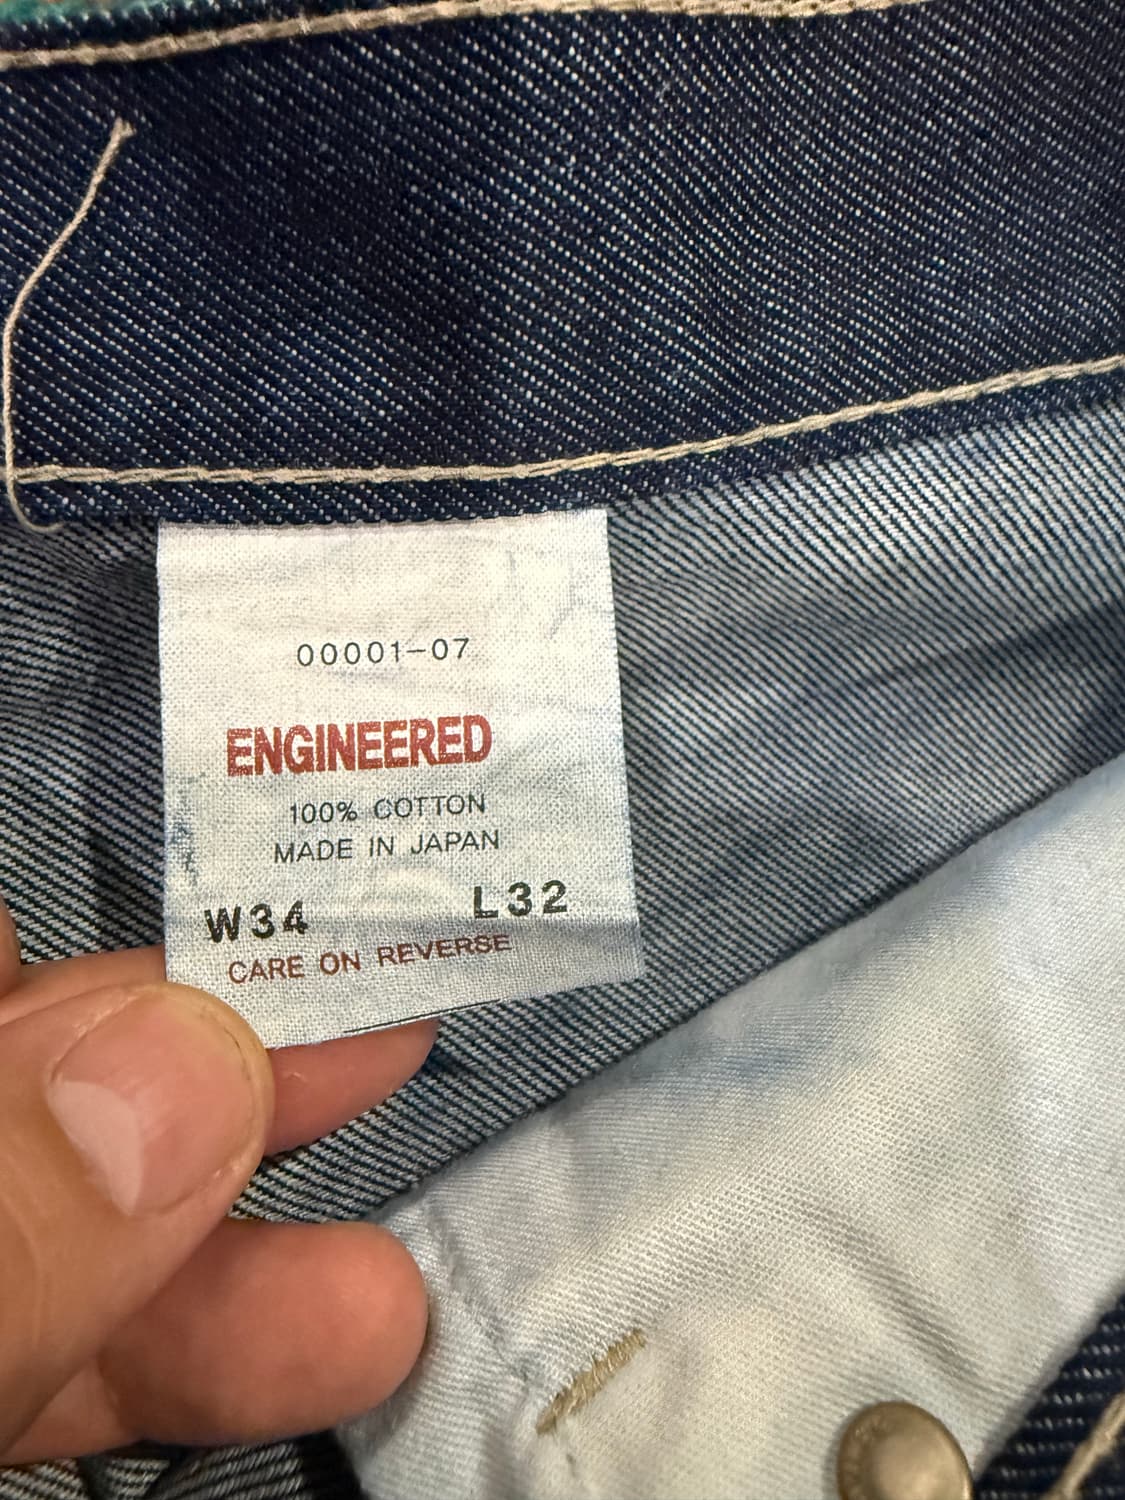 00001-07
ENGINEERED
100% COTTON
MADE IN JAPAN
W34 L32
CARE ON REVERSE